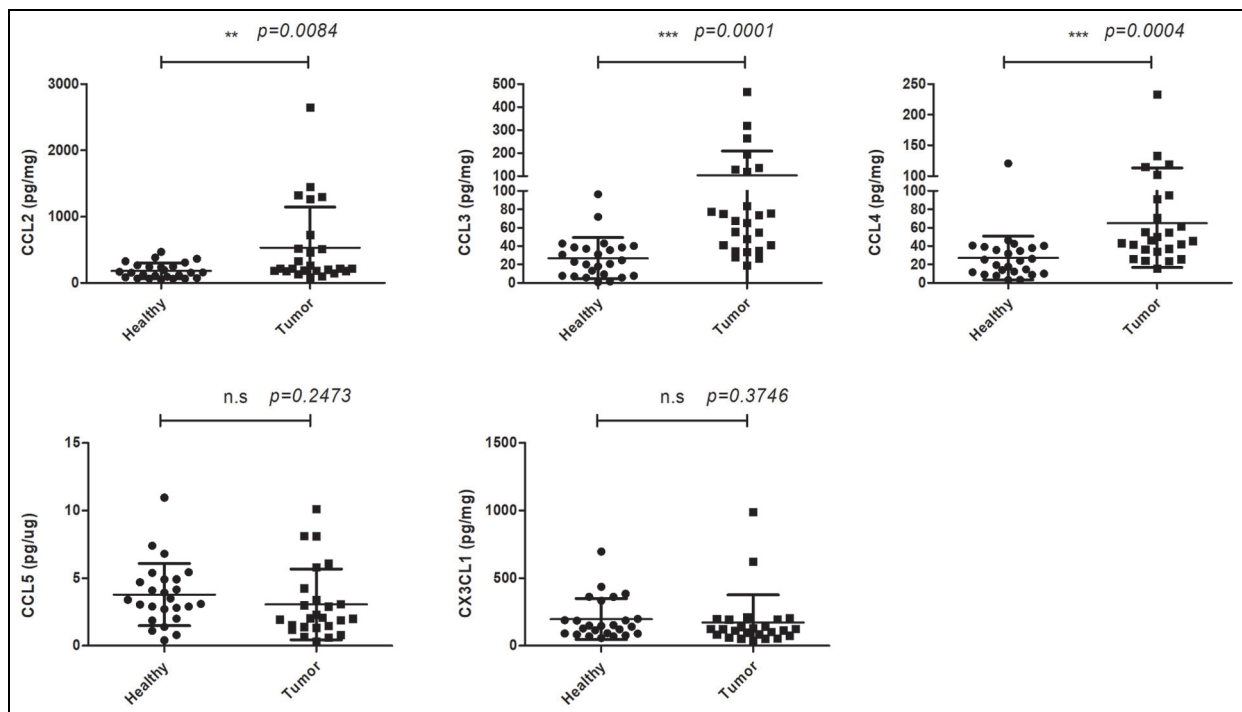 ** p=0.0084
CCL2 (pg/mg)
3000
2000
1000
0
Healthy
Tumor
*** p=0.0001
CCL3 (pg/mg)
500
400
300
200
100
100
80
60
40
20
0
Healthy
Tumor
*** p=0.0004
CCL4 (pg/mg)
250
200
150
100
100
80
60
40
20
0
Healthy
Tumor
n.s p=0.2473
CCL5 (pg/ug)
15
10
5
0
Healthy
Tumor
n.s p=0.3746
CX3CL1 (pg/mg)
1500
1000
500
0
Healthy
Tumor